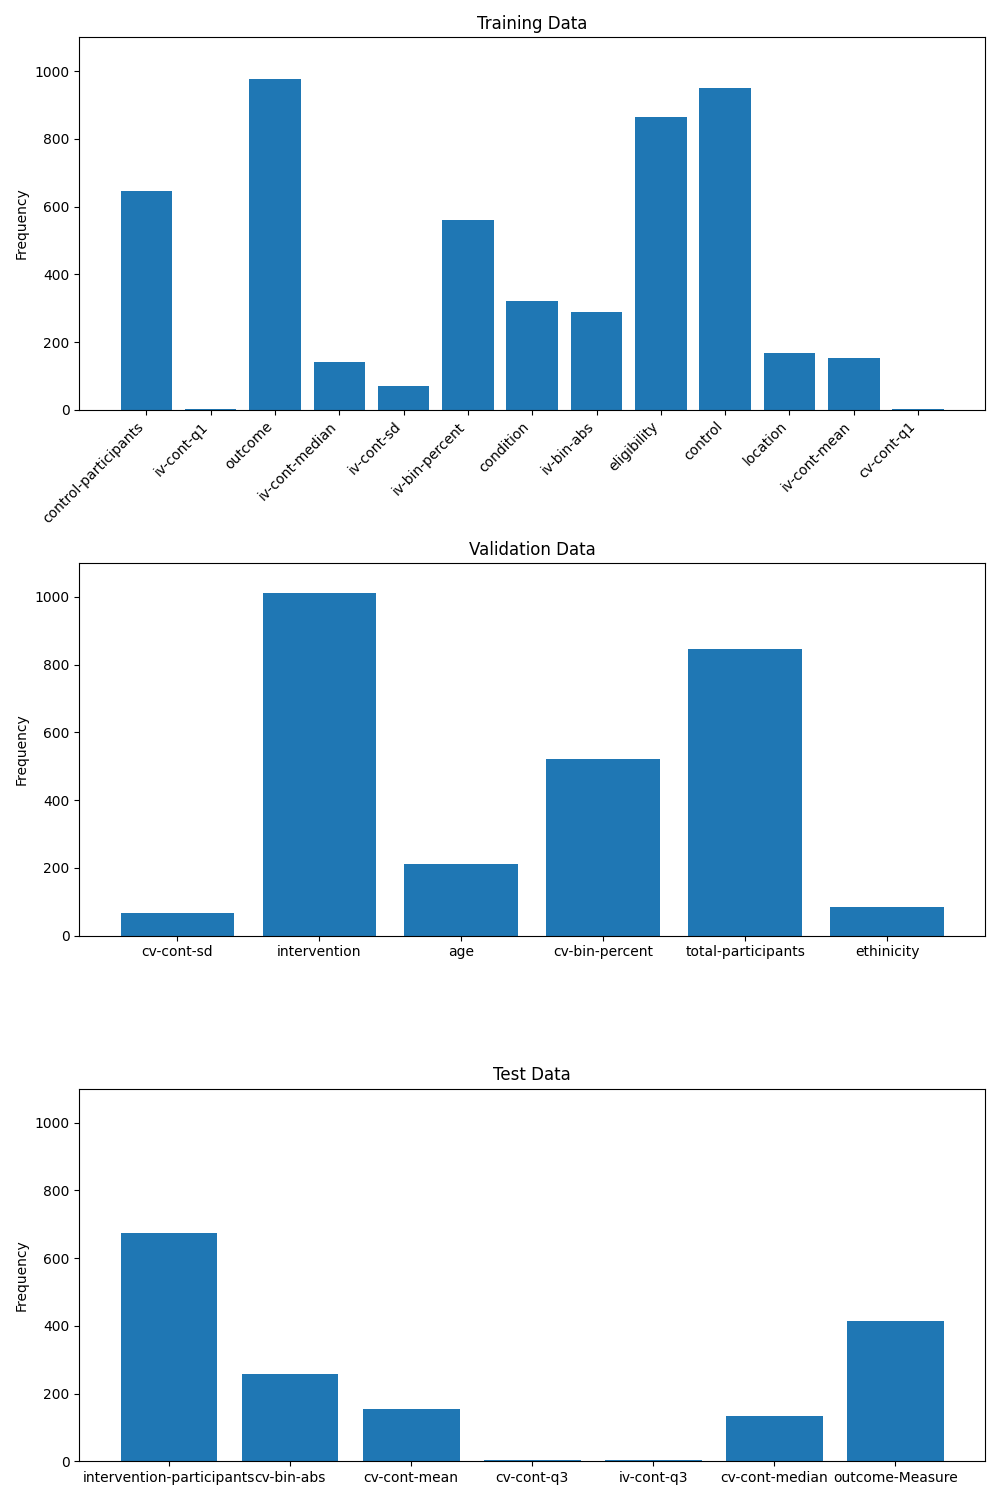 Training Data
Frequency
1000
800
600
400
200
0
control-participants
iv-cont-q1
outcome
iv-cont-median
iv-cont-sd
iv-bin-percent
condition
iv-bin-abs
eligibility
control
location
iv-cont-mean
cv-cont-q1
Validation Data
Frequency
1000
800
600
400
200
0
cv-cont-sd
intervention
age
cv-bin-percent
total-participants
ethinicity
Test Data
Frequency
1000
800
600
400
200
0
intervention-participants
cv-bin-abs
cv-cont-mean
cv-cont-q3
iv-cont-q3
cv-cont-median
outcome-Measure